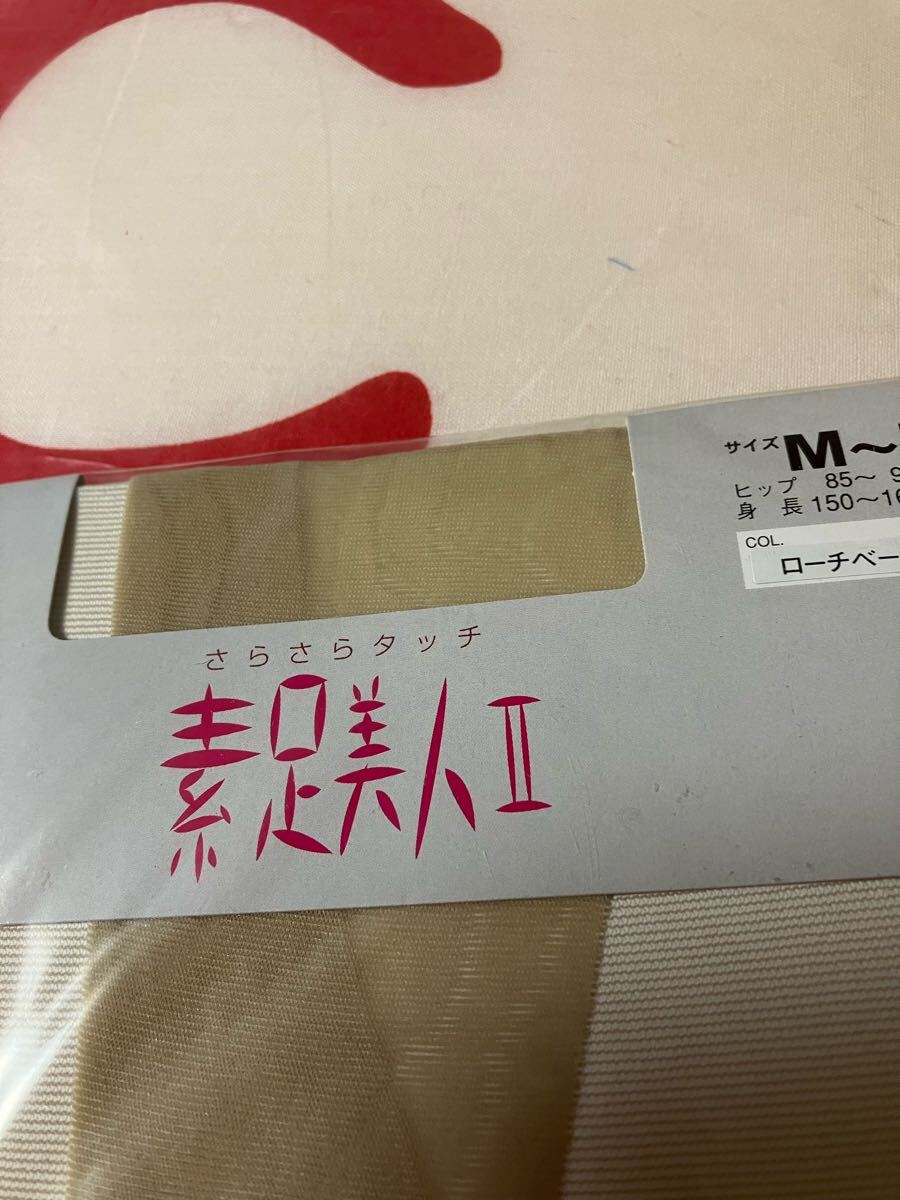 サイズ M～
ヒップ 85～ 9
身長 150～16
COL.
ローチベー
さらさらタッチ
素足美人Ⅱ